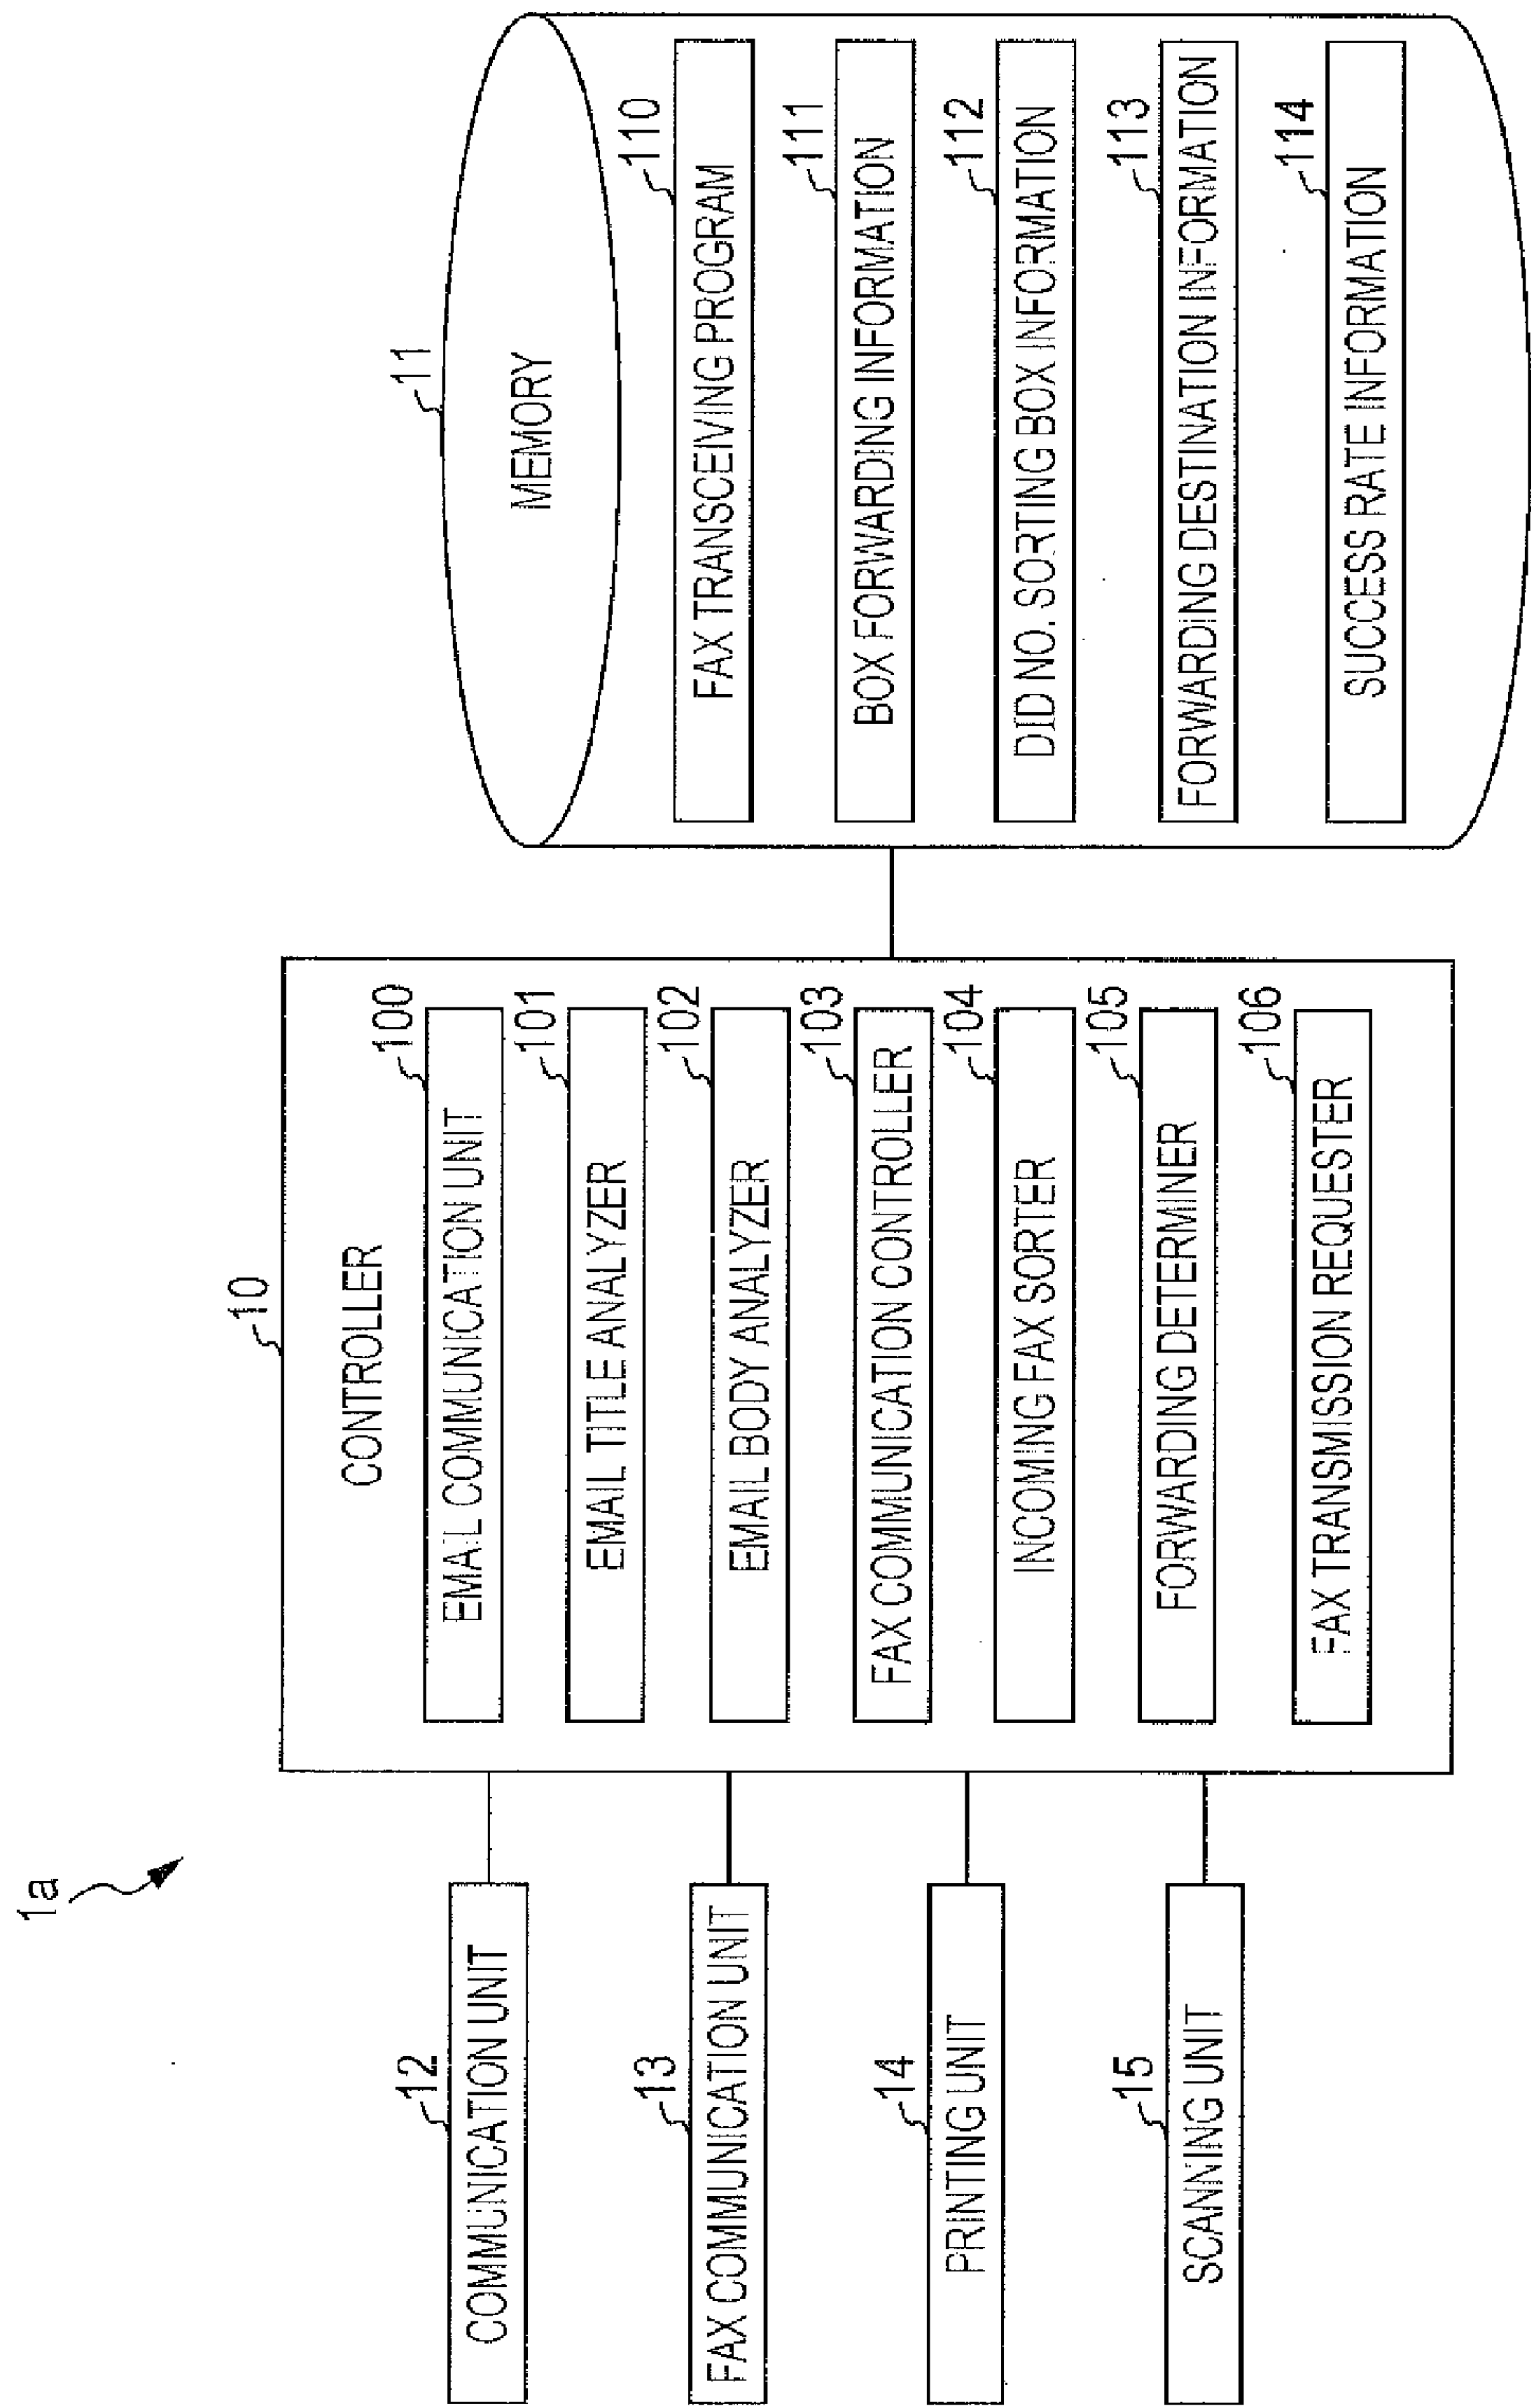 1a
12
COMMUNICATION UNIT
13
FAX COMMUNICATION UNIT
14
PRINTING UNIT
15
SCANNING UNIT
10
CONTROLLER
100
EMAIL COMMUNICATION UNIT
101
EMAIL TITLE ANALYZER
102
EMAIL BODY ANALYZER
103
FAX COMMUNICATION CONTROLLER
104
INCOMING FAX SORTER
105
FORWARDING DETERMINER
106
FAX TRANSMISSION REQUESTER
11
MEMORY
110
FAX TRANSCEIVING PROGRAM
111
BOX FORWARDING INFORMATION
112
DID NO. SORTING BOX INFORMATION
113
FORWARDING DESTINATION INFORMATION
114
SUCCESS RATE INFORMATION